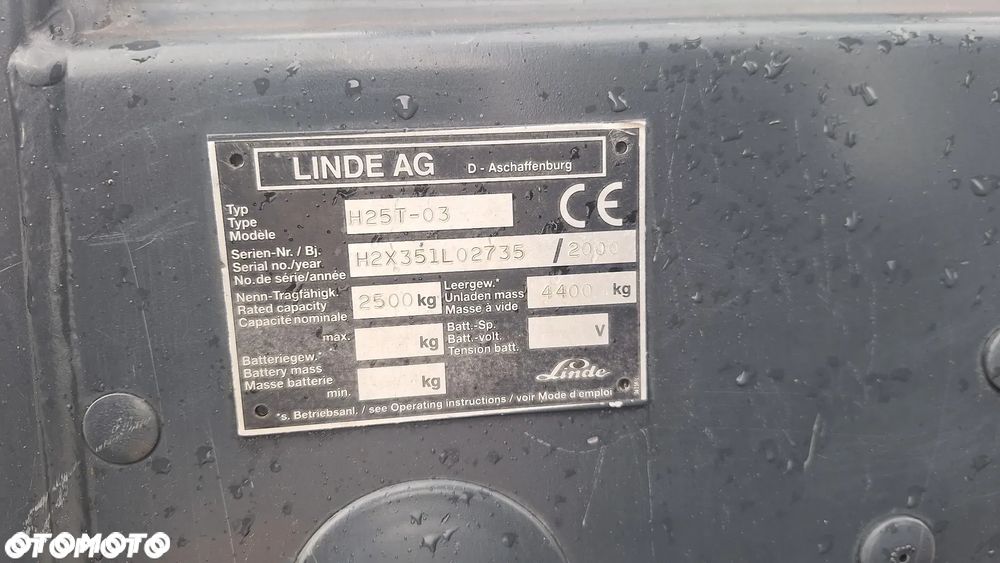 LINDE AG D - Aschaffenburg
Typ
Type
Modèle
H25T-03
CE
Serien-Nr. / Bj.
Serial no./year
No.de série/année
H2X351L02735 / 2000
Nenn-Tragfähigk.
Rated capacity
Capacité nominale
2500 kg
Leergew.*
Unladen mass
Masse à vide
4400 kg
max. kg
Batt.-Sp.
Batt.-volt.
Tension batt.
V
Batteriegew.*
Battery mass
Masse batterie
min. kg
Linde
*s. Betriebsanl. / see Operating instructions / voir Mode d'emploi
OTOMOTO